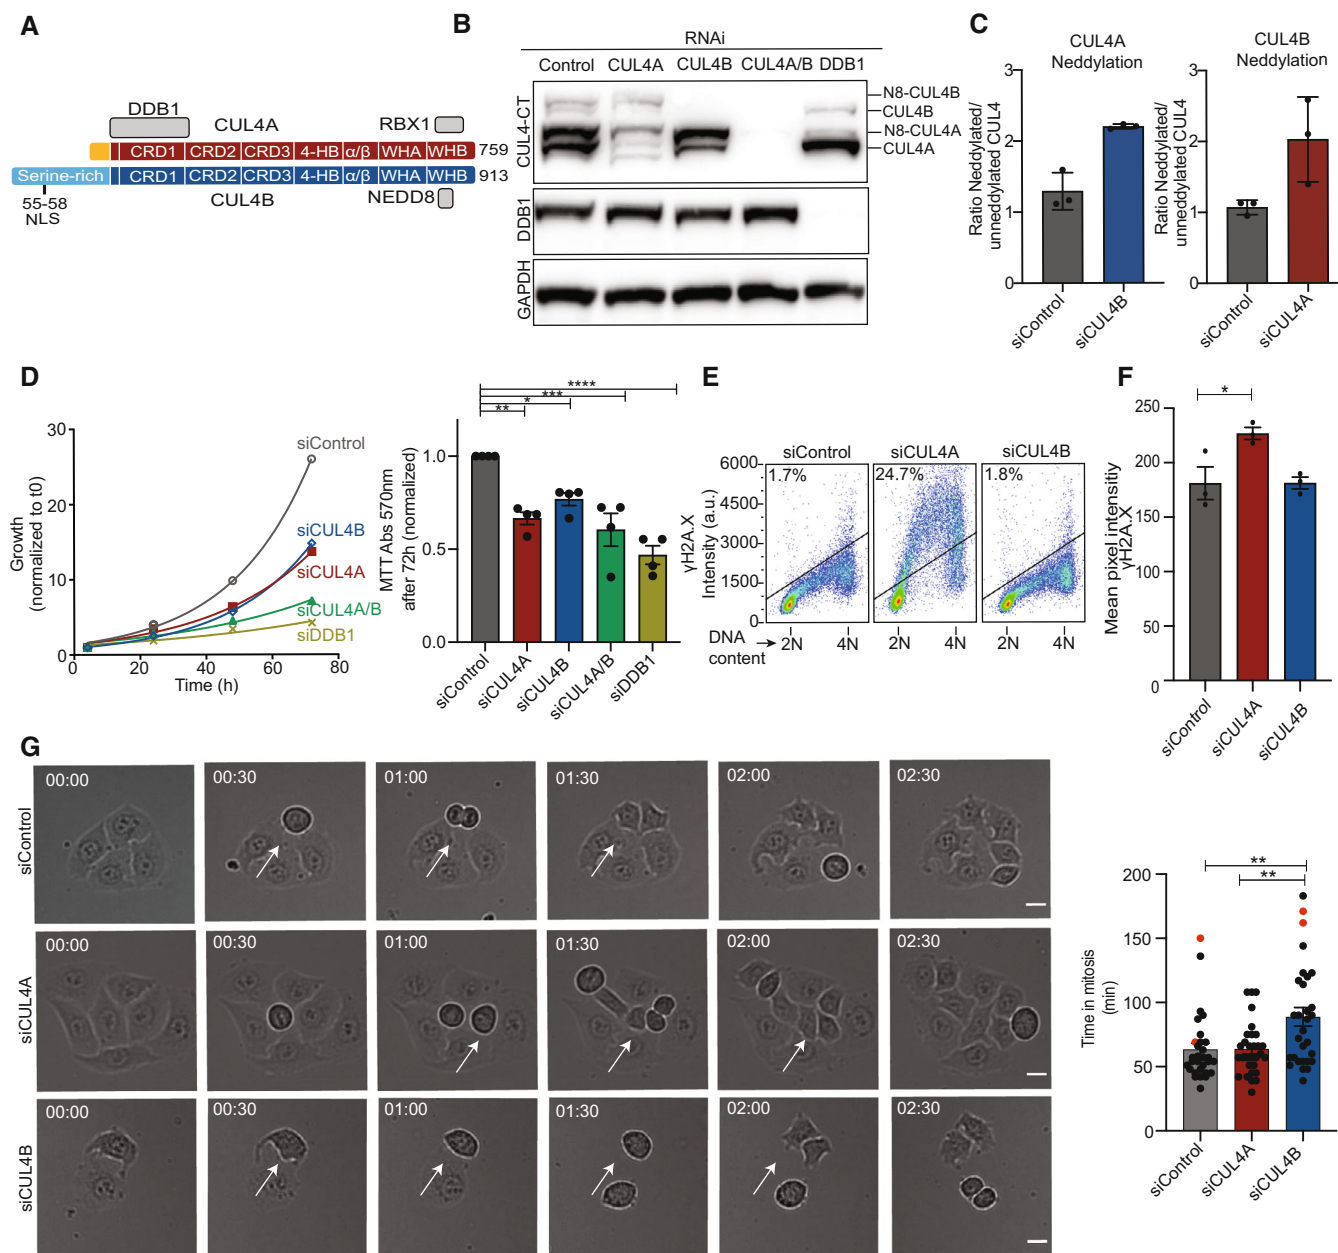 A
DDB1
CUL4A
RBX1
CRD1 CRD2 CRD3 4-HB α/β WHA WHB 759
Serine-rich CRD1 CRD2 CRD3 4-HB α/β WHA WHB 913
55-58
NLS
CUL4B
NEDD8
B
RNAi
Control CUL4A CUL4B CUL4A/B DDB1
CUL4-CT
N8-CUL4B
CUL4B
N8-CUL4A
CUL4A
DDB1
GAPDH
C
CUL4A
Neddylation
Ratio Neddylated/
unneddylated CUL4
3
2
1
0
siControl
siCUL4B
CUL4B
Neddylation
Ratio Neddylated/
unneddylated CUL4
3
2
1
0
siControl
siCUL4A
D
Growth
(normalized to t0)
30
20
10
0
0 20 40 60 80
Time (h)
siControl
siCUL4B
siCUL4A
siCUL4A/B
siDDB1
MTT Abs 570nm
after 72h (normalized)
1.0
0.5
0.0
****
***
*
**
siControl
siCUL4A
siCUL4B
siCUL4A/B
siDDB1
E
siControl siCUL4A siCUL4B
γH2A.X
Intensity (a.u.)
6000
4500
3000
1500
0
1.7% 24.7% 1.8%
DNA
content
2N 4N 2N 4N 2N 4N
F
Mean pixel intensity
γH2A.X
250
200
150
100
50
0
*
siControl
siCUL4A
siCUL4B
G
siControl
00:00 00:30 01:00 01:30 02:00 02:30
siCUL4A
00:00 00:30 01:00 01:30 02:00 02:30
siCUL4B
00:00 00:30 01:00 01:30 02:00 02:30
Time in mitosis
(min)
200
150
100
50
0
**
**
siControl
siCUL4A
siCUL4B